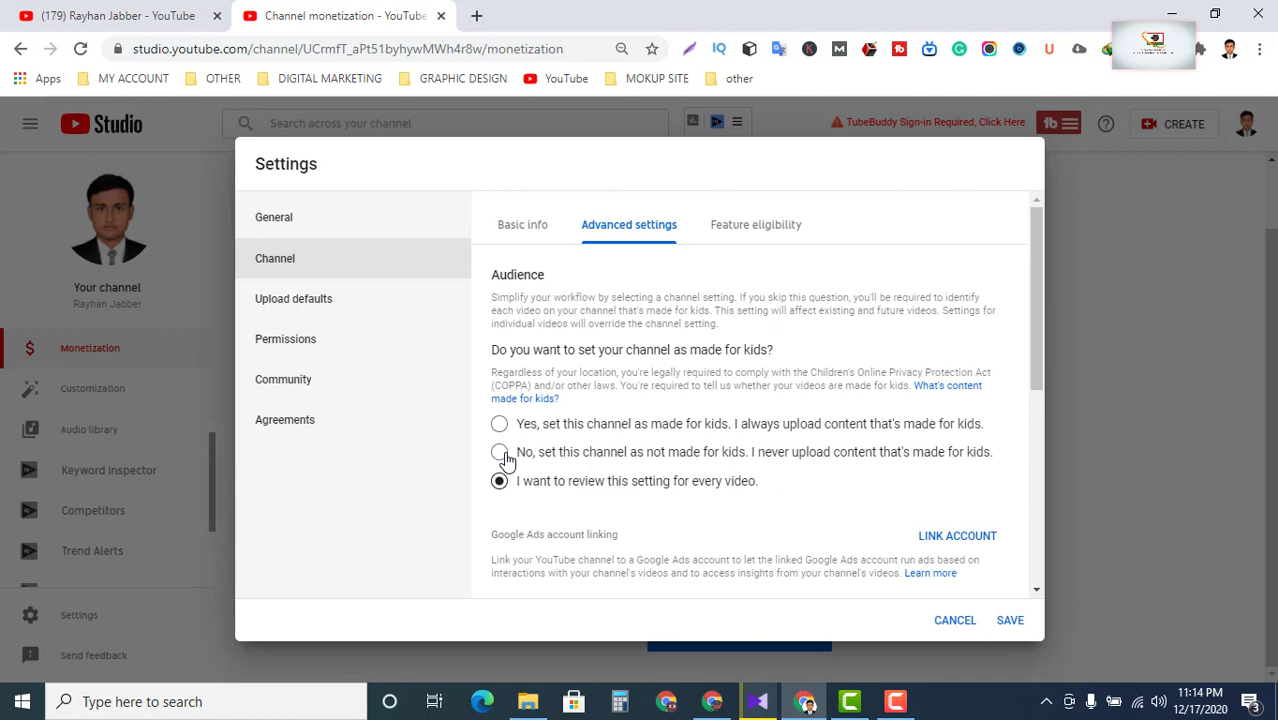 (179) Rayhan Jabber - YouTube
Channel monetization - YouTube
studio.youtube.com/channel/UCrmfT_aPt51byhywMWh4r8w/monetization
Apps
MY ACCOUNT
OTHER
DIGITAL MARKETING
GRAPHIC DESIGN
YouTube
MOKUP SITE
other
Studio
Search across your channel
TubeBuddy Sign-in Required, Click Here
CREATE
Your channel
Rayhan Jabber
Monetization
Customization
Audio library
Keyword Inspector
Competitors
Trend Alerts
Settings
Send feedback
Settings
General
Channel
Upload defaults
Permissions
Community
Agreements
Basic info
Advanced settings
Feature eligibility
Audience
Simplify your workflow by selecting a channel setting. If you skip this question, you'll be required to identify
each video on your channel that's made for kids. This setting will affect existing and future videos. Settings for
individual videos will override the channel setting.
Do you want to set your channel as made for kids?
Regardless of your location, you're legally required to comply with the Children's Online Privacy Protection Act
(COPPA) and/or other laws. You're required to tell us whether your videos are made for kids. What's content
made for kids?
Yes, set this channel as made for kids. I always upload content that's made for kids.
No, set this channel as not made for kids. I never upload content that's made for kids.
I want to review this setting for every video.
Google Ads account linking
LINK ACCOUNT
Link your YouTube channel to a Google Ads account to let the linked Google Ads account run ads based on
interactions with your channel's videos and to access insights from your channel's videos. Learn more
CANCEL
SAVE
Type here to search
11:14 PM
12/17/2020